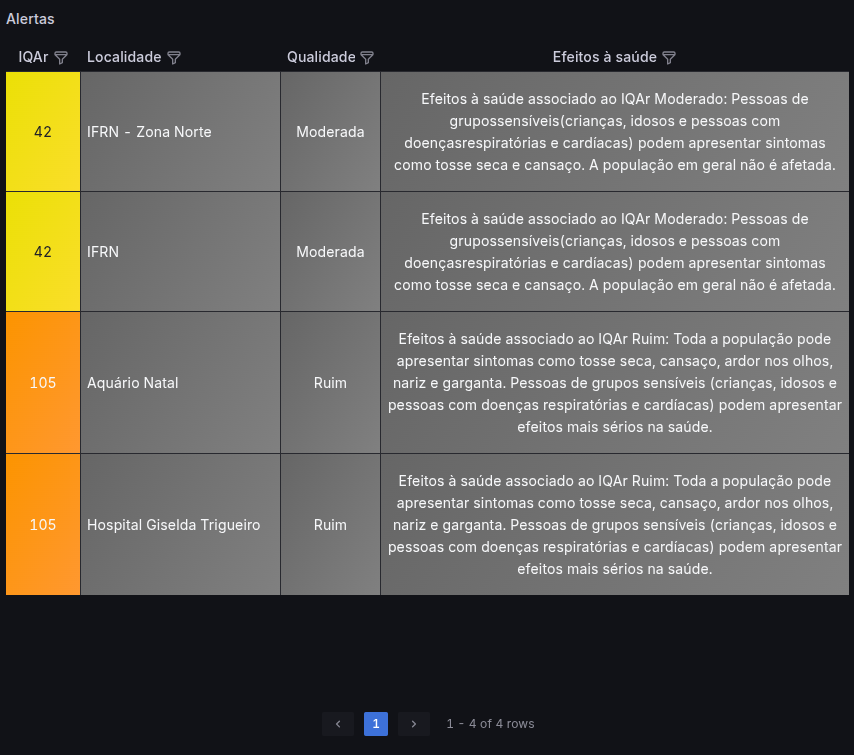 Alertas
IQAr Localidade Qualidade Efeitos à saúde
42 IFRN - Zona Norte Moderada
Efeitos à saúde associado ao IQAr Moderado: Pessoas de
grupossensíveis(crianças, idosos e pessoas com
doençasrespiratórias e cardíacas) podem apresentar sintomas
como tosse seca e cansaço. A população em geral não é afetada.
42 IFRN Moderada
Efeitos à saúde associado ao IQAr Moderado: Pessoas de
grupossensíveis(crianças, idosos e pessoas com
doençasrespiratórias e cardíacas) podem apresentar sintomas
como tosse seca e cansaço. A população em geral não é afetada.
105 Aquário Natal Ruim
Efeitos à saúde associado ao IQAr Ruim: Toda a população pode
apresentar sintomas como tosse seca, cansaço, ardor nos olhos,
nariz e garganta. Pessoas de grupos sensíveis (crianças, idosos e
pessoas com doenças respiratórias e cardíacas) podem apresentar
efeitos mais sérios na saúde.
105 Hospital Giselda Trigueiro Ruim
Efeitos à saúde associado ao IQAr Ruim: Toda a população pode
apresentar sintomas como tosse seca, cansaço, ardor nos olhos,
nariz e garganta. Pessoas de grupos sensíveis (crianças, idosos e
pessoas com doenças respiratórias e cardíacas) podem apresentar
efeitos mais sérios na saúde.
1 1 - 4 of 4 rows